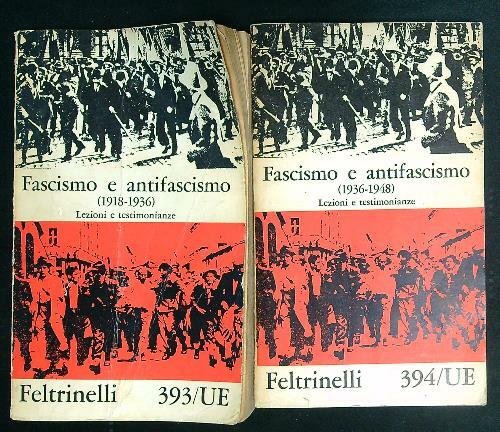 Fascismo e antifascismo
(1918-1936)
Lezioni e testimonianze
Feltrinelli 393/UE
Fascismo e antifascismo
(1936-1948)
Lezioni e testimonianze
Feltrinelli 394/UE